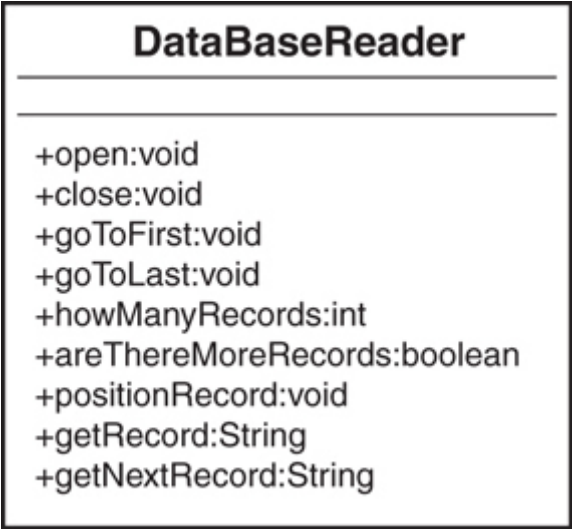 DataBaseReader
+open:void
+close:void
+goToFirst:void
+goToLast:void
+howManyRecords:int
+areThereMoreRecords:boolean
+positionRecord:void
+getRecord:String
+getNextRecord:String